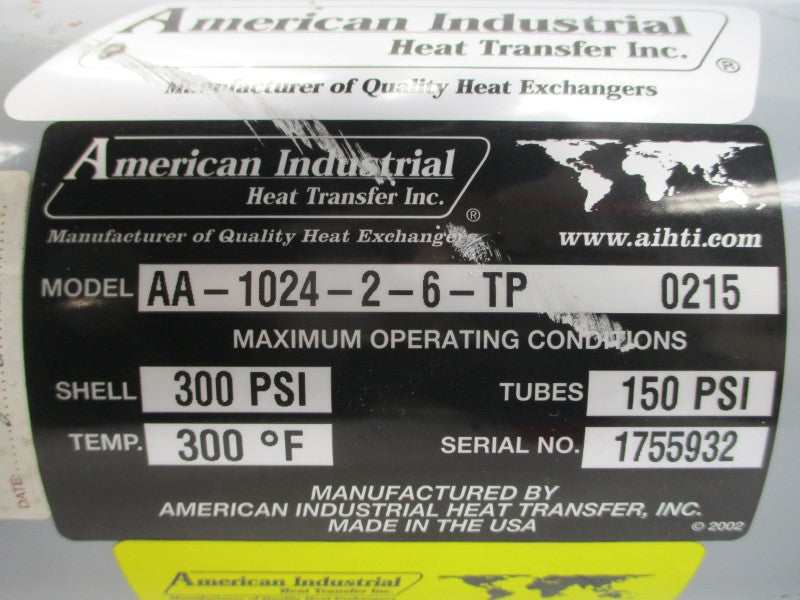 American Industrial
Heat Transfer Inc.
®
Manufacturer of Quality Heat Exchangers
American Industrial
Heat Transfer Inc.
®
Manufacturer of Quality Heat Exchangers
www.aihti.com
MODEL AA-1024-2-6-TP 0215
MAXIMUM OPERATING CONDITIONS
SHELL 300 PSI TUBES 150 PSI
TEMP. 300 °F SERIAL NO. 1755932
MANUFACTURED BY
AMERICAN INDUSTRIAL HEAT TRANSFER, INC.
MADE IN THE USA
© 2002
DATE:
American Industrial
Heat Transfer Inc.